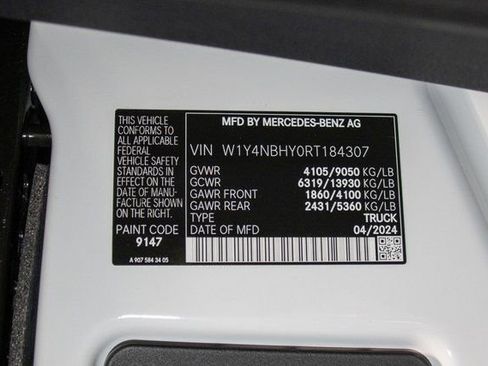 MFD BY MERCEDES-BENZ AG
THIS VEHICLE
CONFORMS TO
ALL APPLICABLE
FEDERAL
VEHICLE SAFETY
STANDARDS IN
EFFECT ON THE
DATE OF MANU-
FACTURE SHOWN
ON THE RIGHT.
PAINT CODE
9147
VIN W1Y4NBHY0RT184307
GVWR 4105/9050 KG/LB
GCWR 6319/13930 KG/LB
GAWR FRONT 1860/4100 KG/LB
GAWR REAR 2431/5360 KG/LB
TYPE TRUCK
DATE OF MFD 04/2024
A 907 584 34 05